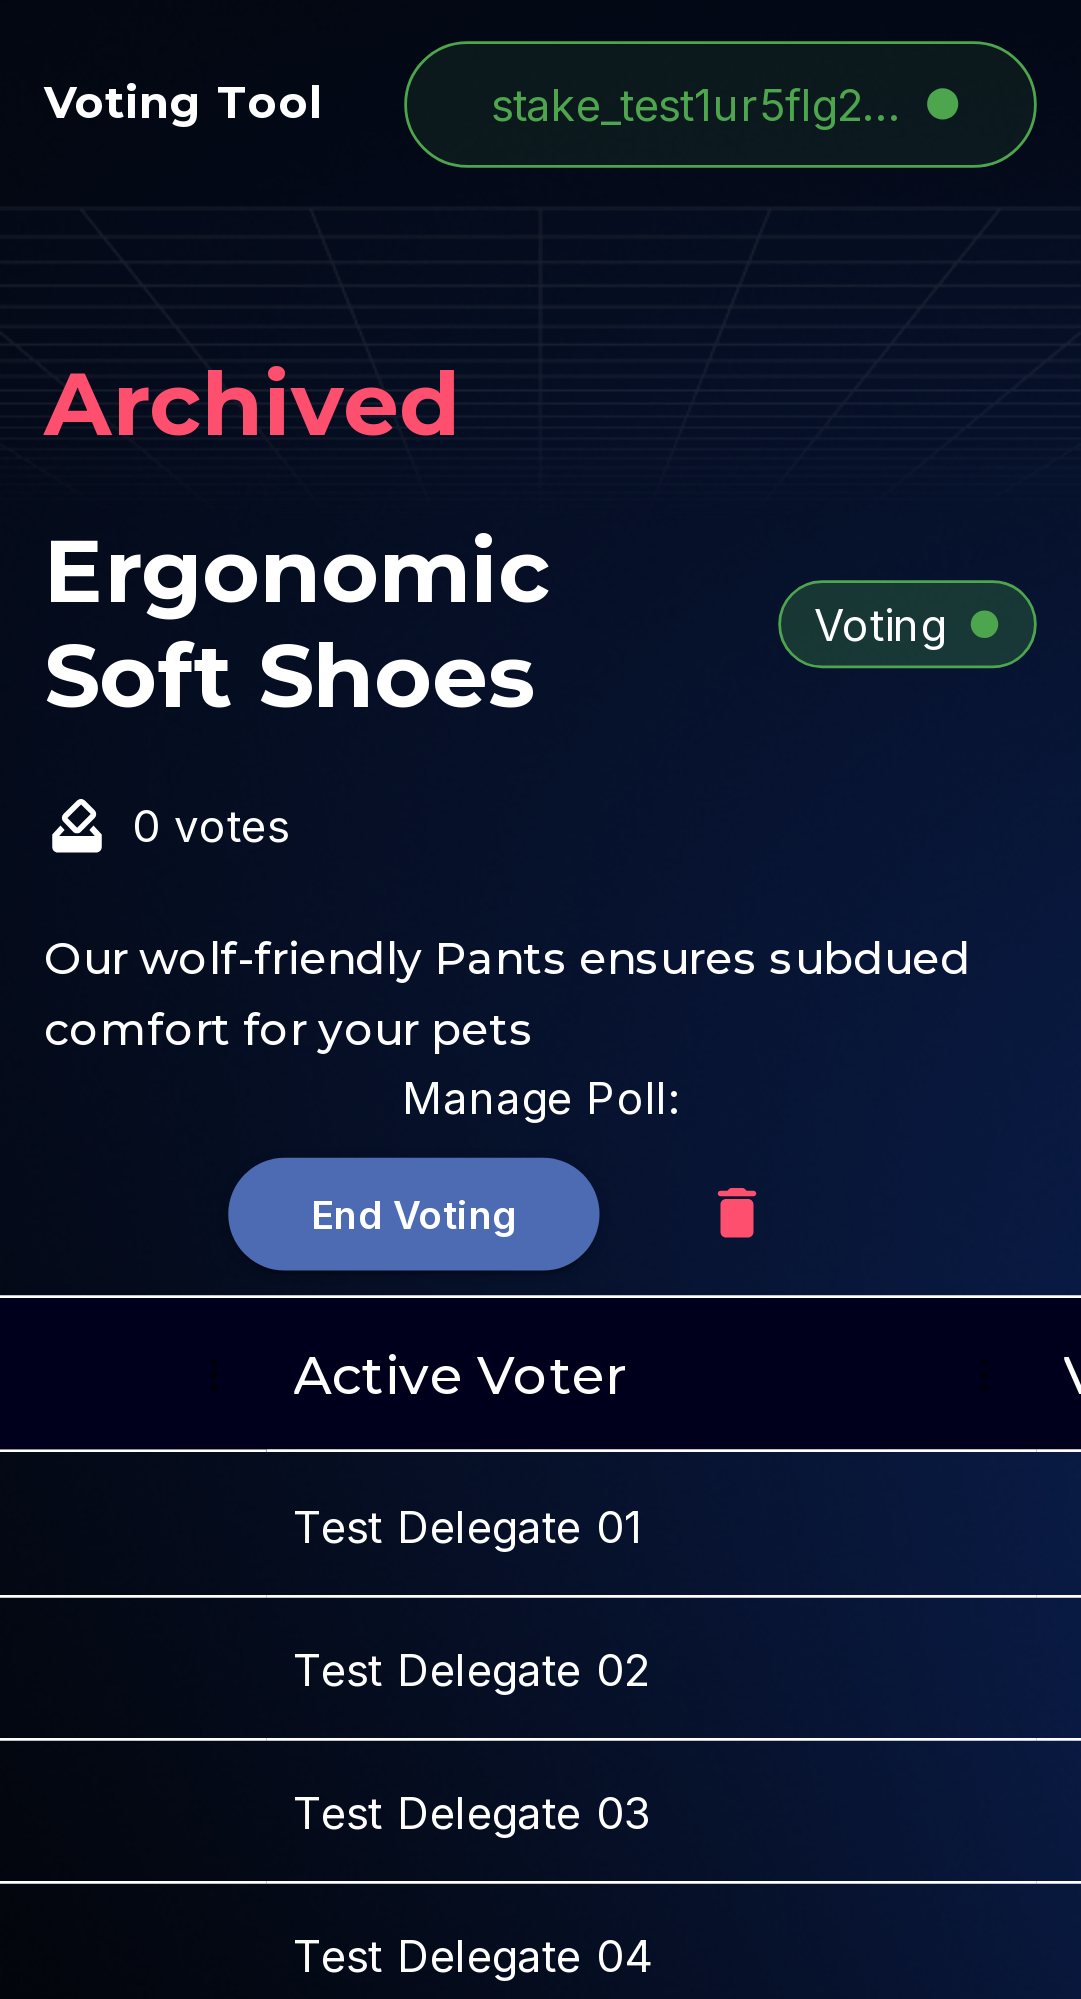 Voting Tool
stake_test1ur5flg2...
Archived
Ergonomic
Soft Shoes
Voting
0 votes
Our wolf-friendly Pants ensures subdued
comfort for your pets
Manage Poll:
End Voting
Active Voter
Test Delegate 01
Test Delegate 02
Test Delegate 03
Test Delegate 04